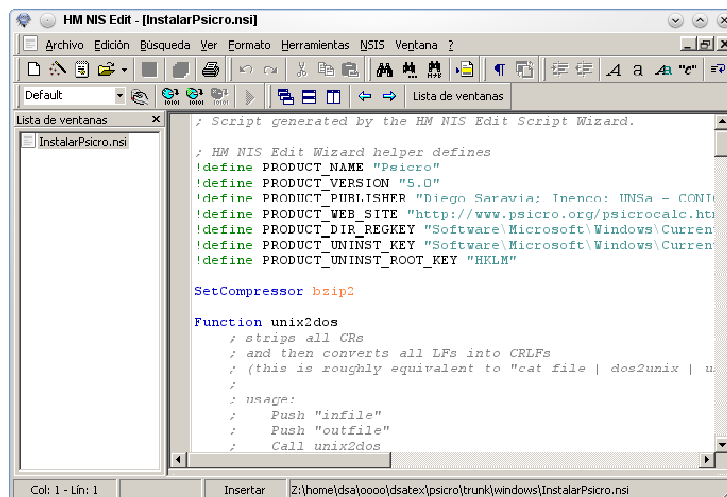 HM NIS Edit - [InstalarPsicro.nsi]
Archivo Edición Búsqueda Ver Formato Herramientas NSIS Ventana ?
A a Aa "c"
Default Lista de ventanas
Lista de ventanas
InstalarPsicro.nsi
; Script generated by the HM NIS Edit Script Wizard.
; HM NIS Edit Wizard helper defines
!define PRODUCT_NAME "Psicro"
!define PRODUCT_VERSION "5.0"
!define PRODUCT_PUBLISHER "Diego Saravia; Inenco: UNSa - CONI
!define PRODUCT_WEB_SITE "http://www.psicro.org/psicrocalc.htm
!define PRODUCT_DIR_REGKEY "Software\Microsoft\Windows\Curren
!define PRODUCT_UNINST_KEY "Software\Microsoft\Windows\Curren
!define PRODUCT_UNINST_ROOT_KEY "HKLM"
SetCompressor bzip2
Function unix2dos
; strips all CRs
; and then converts all LFs into CRLFs
; (this is roughly equivalent to "cat file | dos2unix | u
;
; usage:
; Push "infile"
; Push "outfile"
; Call unix2dos
Col: 1 - Lín: 1 Insertar Z:\home\dsa\oooo\dsatex\psicro\trunk\windows\InstalarPsicro.nsi